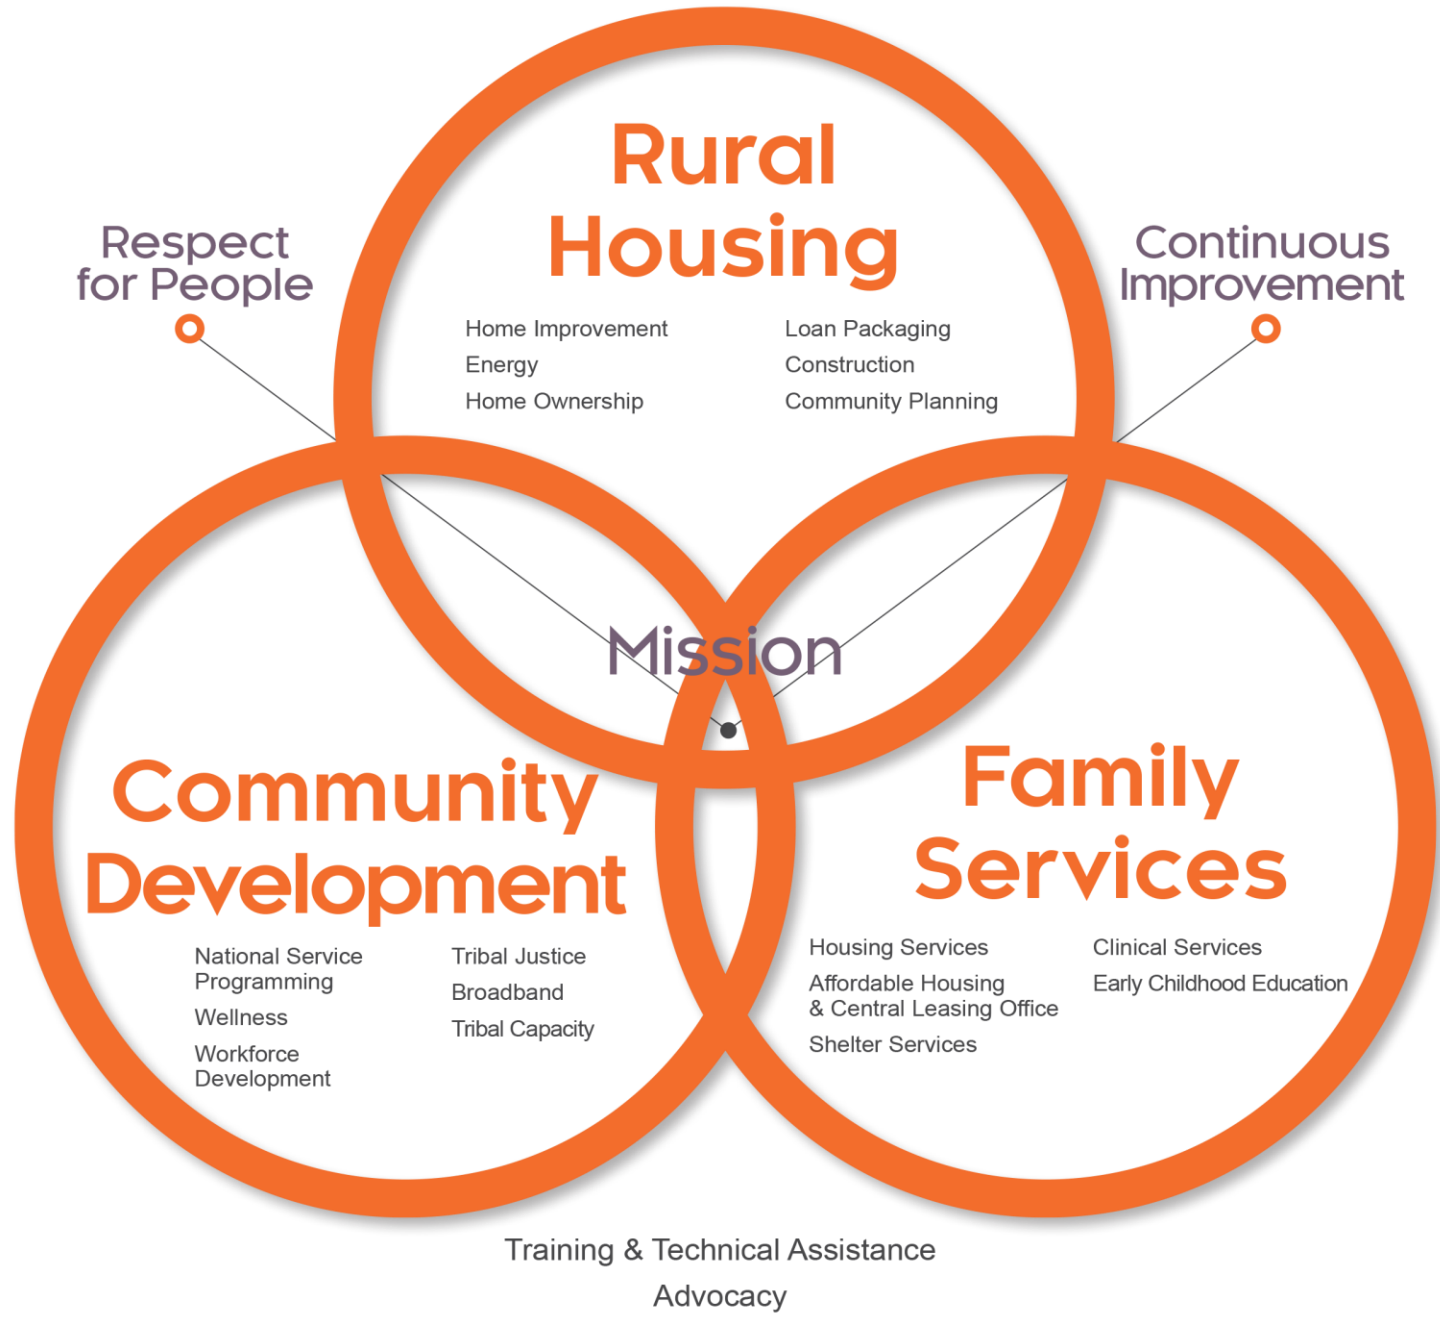 Rural
Housing
Respect
for People
Continuous
Improvement
Home Improvement
Energy
Home Ownership
Loan Packaging
Construction
Community Planning
Mission
Community
Development
National Service
Programming
Wellness
Workforce
Development
Tribal Justice
Broadband
Tribal Capacity
Family
Services
Housing Services
Affordable Housing
& Central Leasing Office
Shelter Services
Clinical Services
Early Childhood Education
Training & Technical Assistance
Advocacy